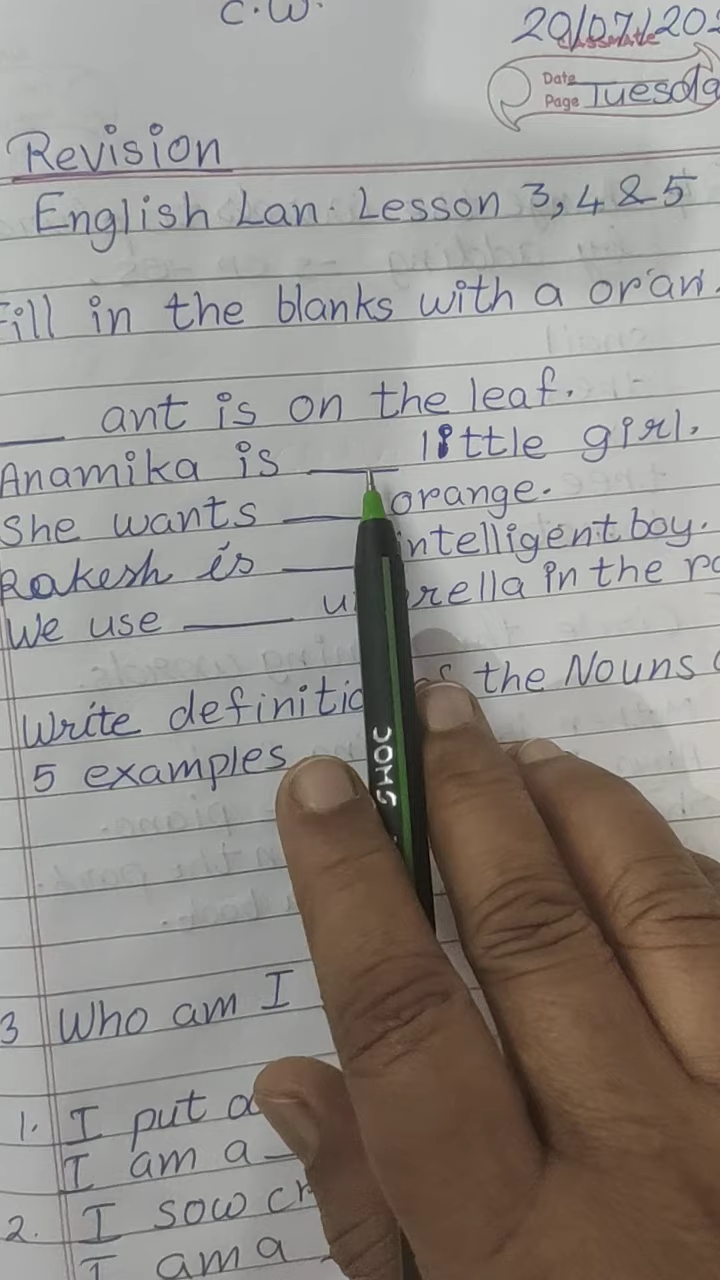 C.W.
20/07/202
CLASSMATE
Date
Page Tuesda
Revision
English Lan. Lesson 3, 4 & 5
Fill in the blanks with a or an.
___ ant is on the leaf.
Anamika is ___ little girl.
She wants ___ orange.
Rakesh is ___ intelligent boy.
We use ___ u rella in the
Write definitio the Nouns
5 examples
DOMS
3 Who am I
1. I put a
I am a
2. I sow
I am a